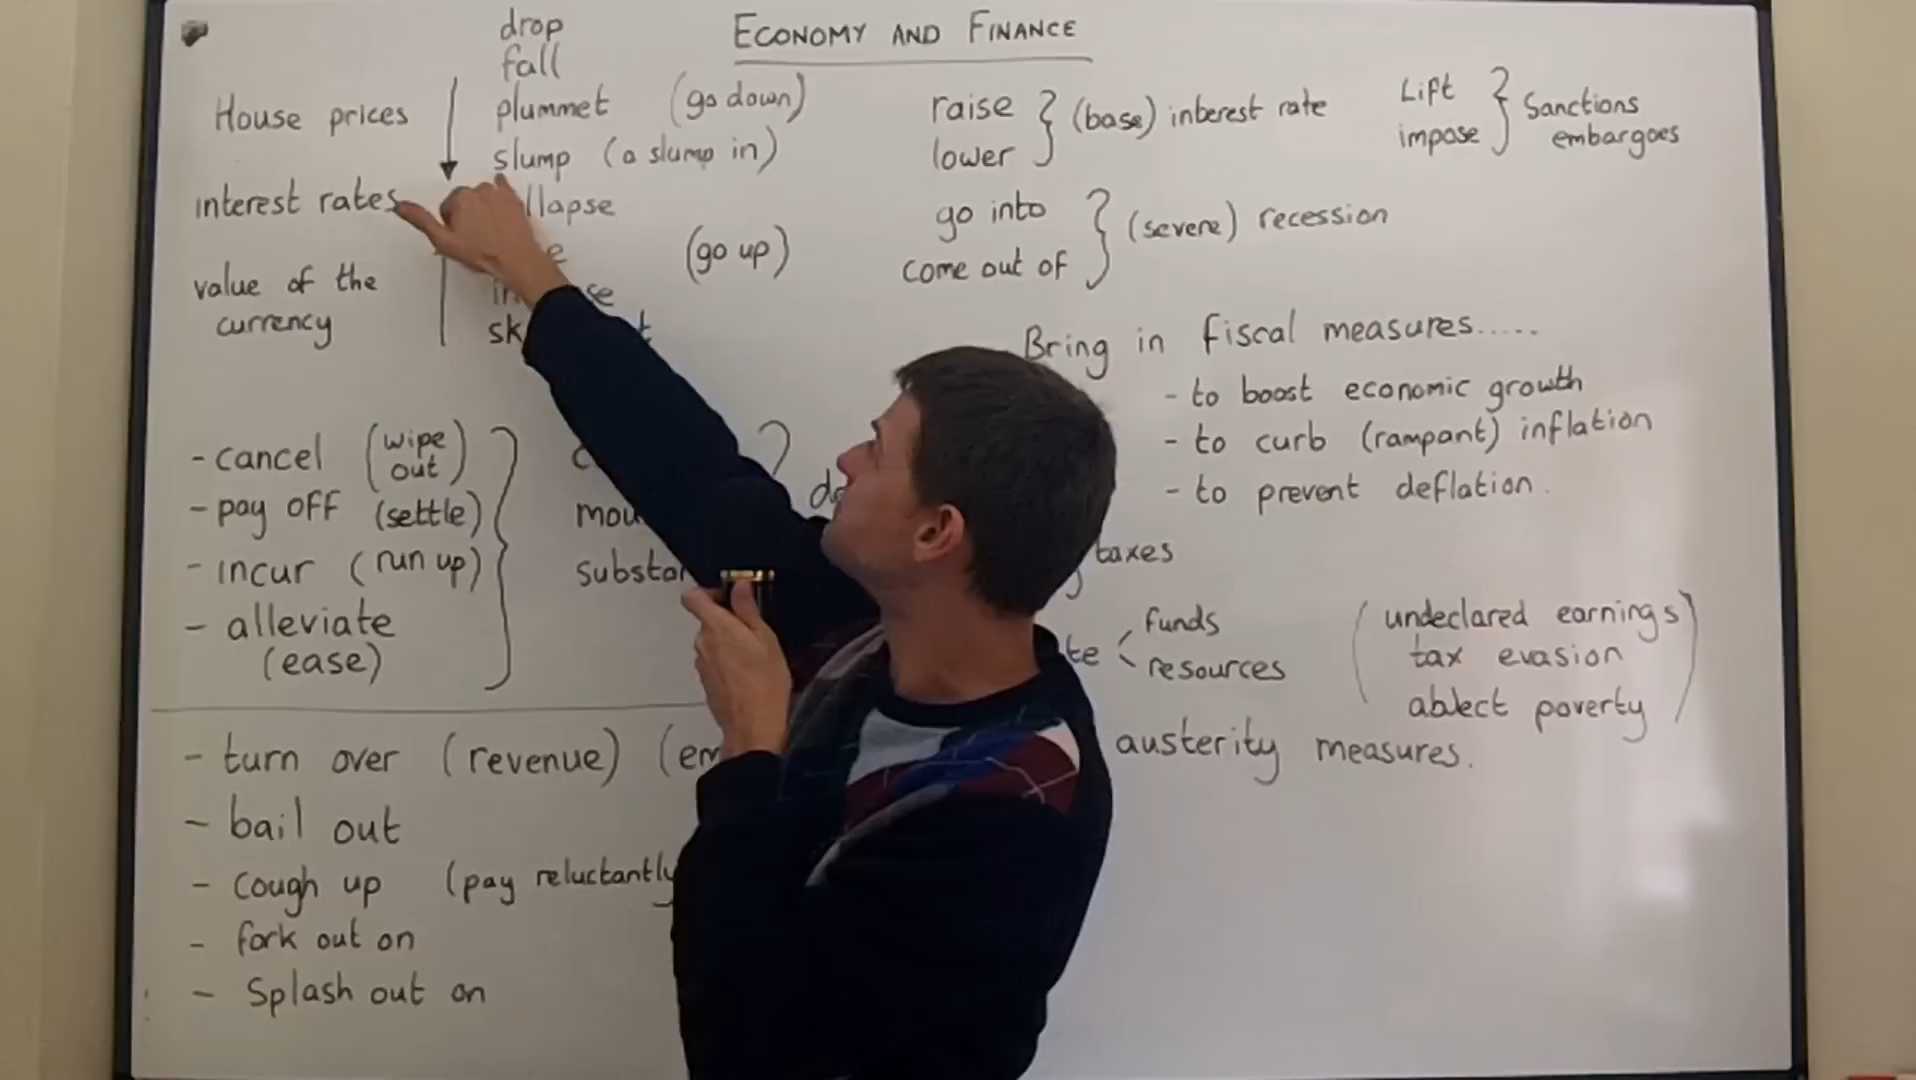 ECONOMY AND FINANCE
drop
fall
plummet (go down)
slump (a slump in)
House prices
interest rates
value of the
currency
(go up)
raise
lower
(base) interest rate
Lift
impose
Sanctions
embargoes
go into
come out of
(severe) recession
Bring in fiscal measures.....
- to boost economic growth
- to curb (rampant) inflation
- to prevent deflation.
- cancel (wipe out)
- pay off (settle)
- incur (run up)
- alleviate
(ease)
taxes
funds
resources
(undeclared earnings
tax evasion
abject poverty)
austerity measures.
- turn over (revenue)
- bail out
- cough up (pay reluctantly
- fork out on
- Splash out on